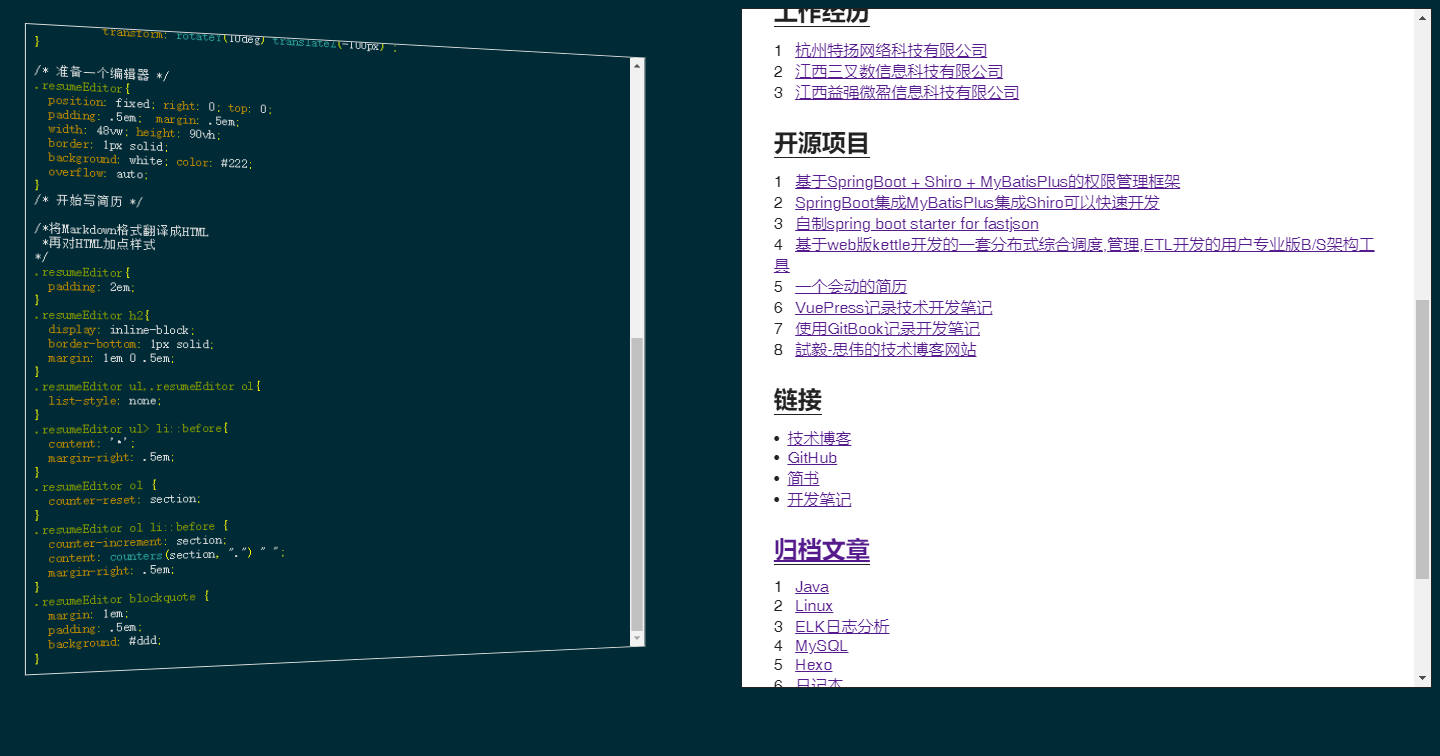 transform: rotateY(10deg) translateZ(-100px) ;
}
/* 准备一个编辑器 */
.resumeEditor{
position: fixed; right: 0; top: 0;
padding: .5em; margin: .5em;
width: 48vw; height: 90vh;
border: 1px solid;
background: white; color: #222;
overflow: auto;
}
/* 开始写简历 */
/*将Markdown格式翻译成HTML
*再对HTML加点样式
*/
.resumeEditor{
padding: 2em;
}
.resumeEditor h2{
display: inline-block;
border-bottom: 1px solid;
margin: 1em 0 .5em;
}
.resumeEditor ul,.resumeEditor ol{
list-style: none;
}
.resumeEditor ul> li::before{
content: '•';
margin-right: .5em;
}
.resumeEditor ol {
counter-reset: section;
}
.resumeEditor ol li::before {
counter-increment: section;
content: counters(section, ".") " ";
margin-right: .5em;
}
.resumeEditor blockquote {
margin: 1em;
padding: .5em;
background: #ddd;
}
工作经历
1 杭州特扬网络科技有限公司
2 江西三叉数信息科技有限公司
3 江西益强微盈信息科技有限公司
开源项目
1 基于SpringBoot + Shiro + MyBatisPlus的权限管理框架
2 SpringBoot集成MyBatisPlus集成Shiro可以快速开发
3 自制spring boot starter for fastjson
4 基于web版kettle开发的一套分布式综合调度,管理,ETL开发的用户专业版B/S架构工
具
5 一个会动的简历
6 VuePress记录技术开发笔记
7 使用GitBook记录开发笔记
8 試毅-思伟的技术博客网站
链接
• 技术博客
• GitHub
• 简书
• 开发笔记
归档文章
1 Java
2 Linux
3 ELK日志分析
4 MySQL
5 Hexo
6 日记本